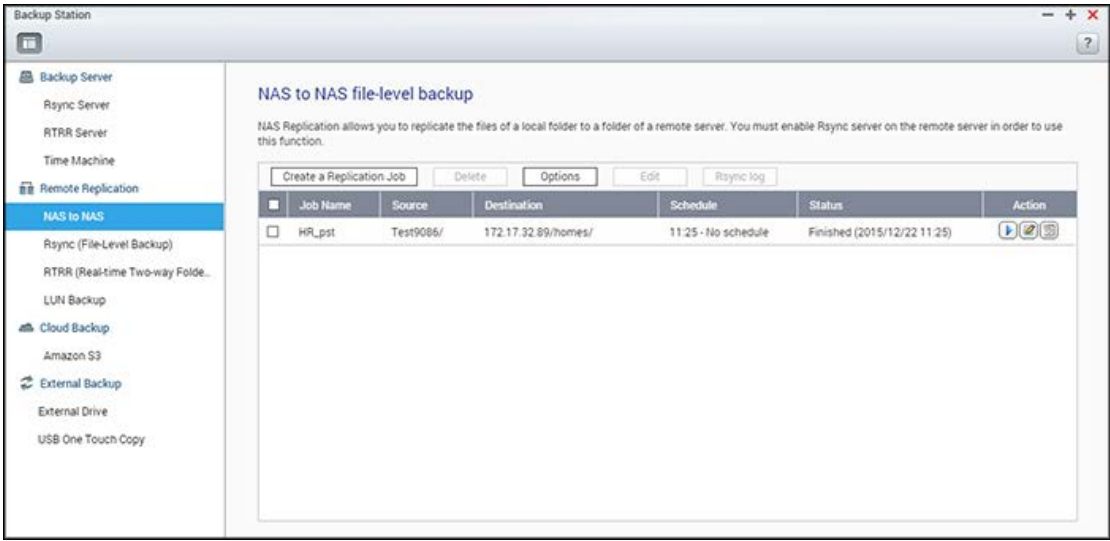 Backup Station
?
Backup Server
Rsync Server
RTRR Server
Time Machine
Remote Replication
NAS to NAS
Rsync (File-Level Backup)
RTRR (Real-time Two-way Folde..
LUN Backup
Cloud Backup
Amazon S3
External Backup
External Drive
USB One Touch Copy
NAS to NAS file-level backup
NAS Replication allows you to replicate the files of a local folder to a folder of a remote server. You must enable Rsync server on the remote server in order to use
this function.
Create a Replication Job Delete Options Edit Rsync log
Job Name Source Destination Schedule Status Action
HR_pst Test9086/ 172.17.32.89/homes/ 11:25 - No schedule Finished (2015/12/22 11:25)